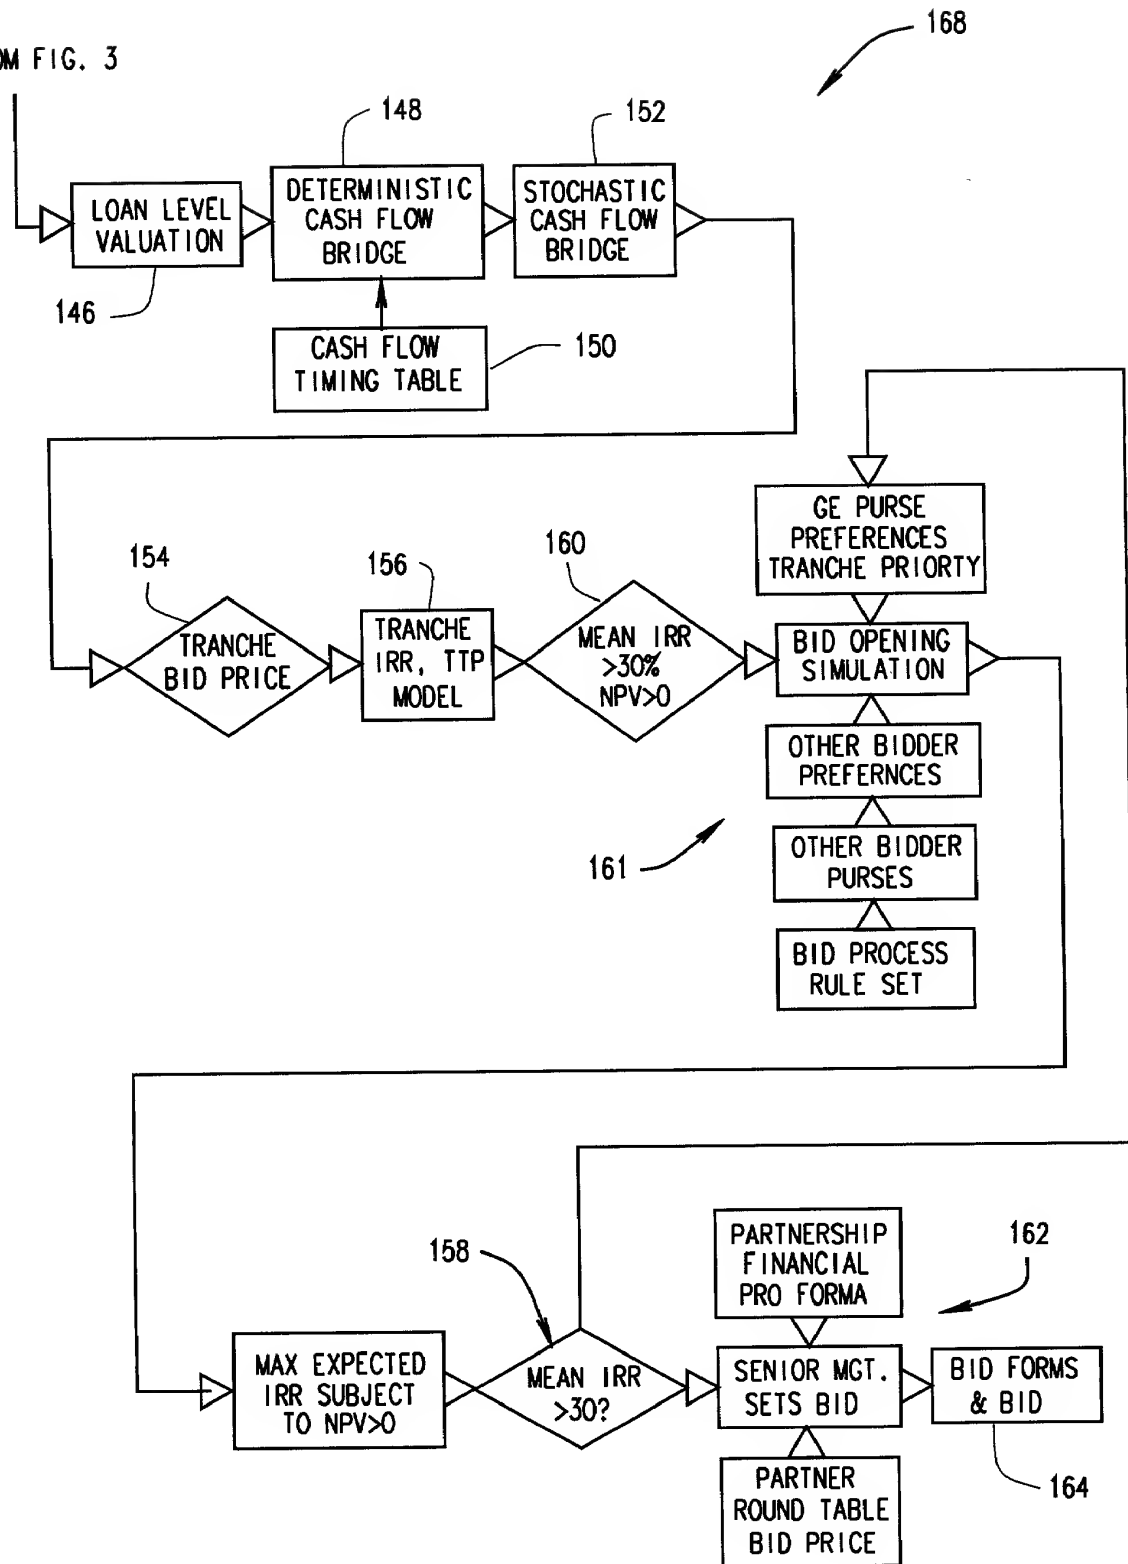 168
OM FIG. 3
148
152
LOAN LEVEL
VALUATION
DETERMINISTIC
CASH FLOW
BRIDGE
STOCHASTIC
CASH FLOW
BRIDGE
146
CASH FLOW
TIMING TABLE
150
GE PURSE
PREFERENCES
TRANCHE PRIORTY
154
156
160
TRANCHE
BID PRICE
TRANCHE
IRR, TTP
MODEL
MEAN IRR
>30%
NPV>0
BID OPENING
SIMULATION
OTHER BIDDER
PREFERNCES
161
OTHER BIDDER
PURSES
BID PROCESS
RULE SET
158
PARTNERSHIP
FINANCIAL
PRO FORMA
162
MAX EXPECTED
IRR SUBJECT
TO NPV>0
MEAN IRR
>30?
SENIOR MGT.
SETS BID
BID FORMS
& BID
164
PARTNER
ROUND TABLE
BID PRICE